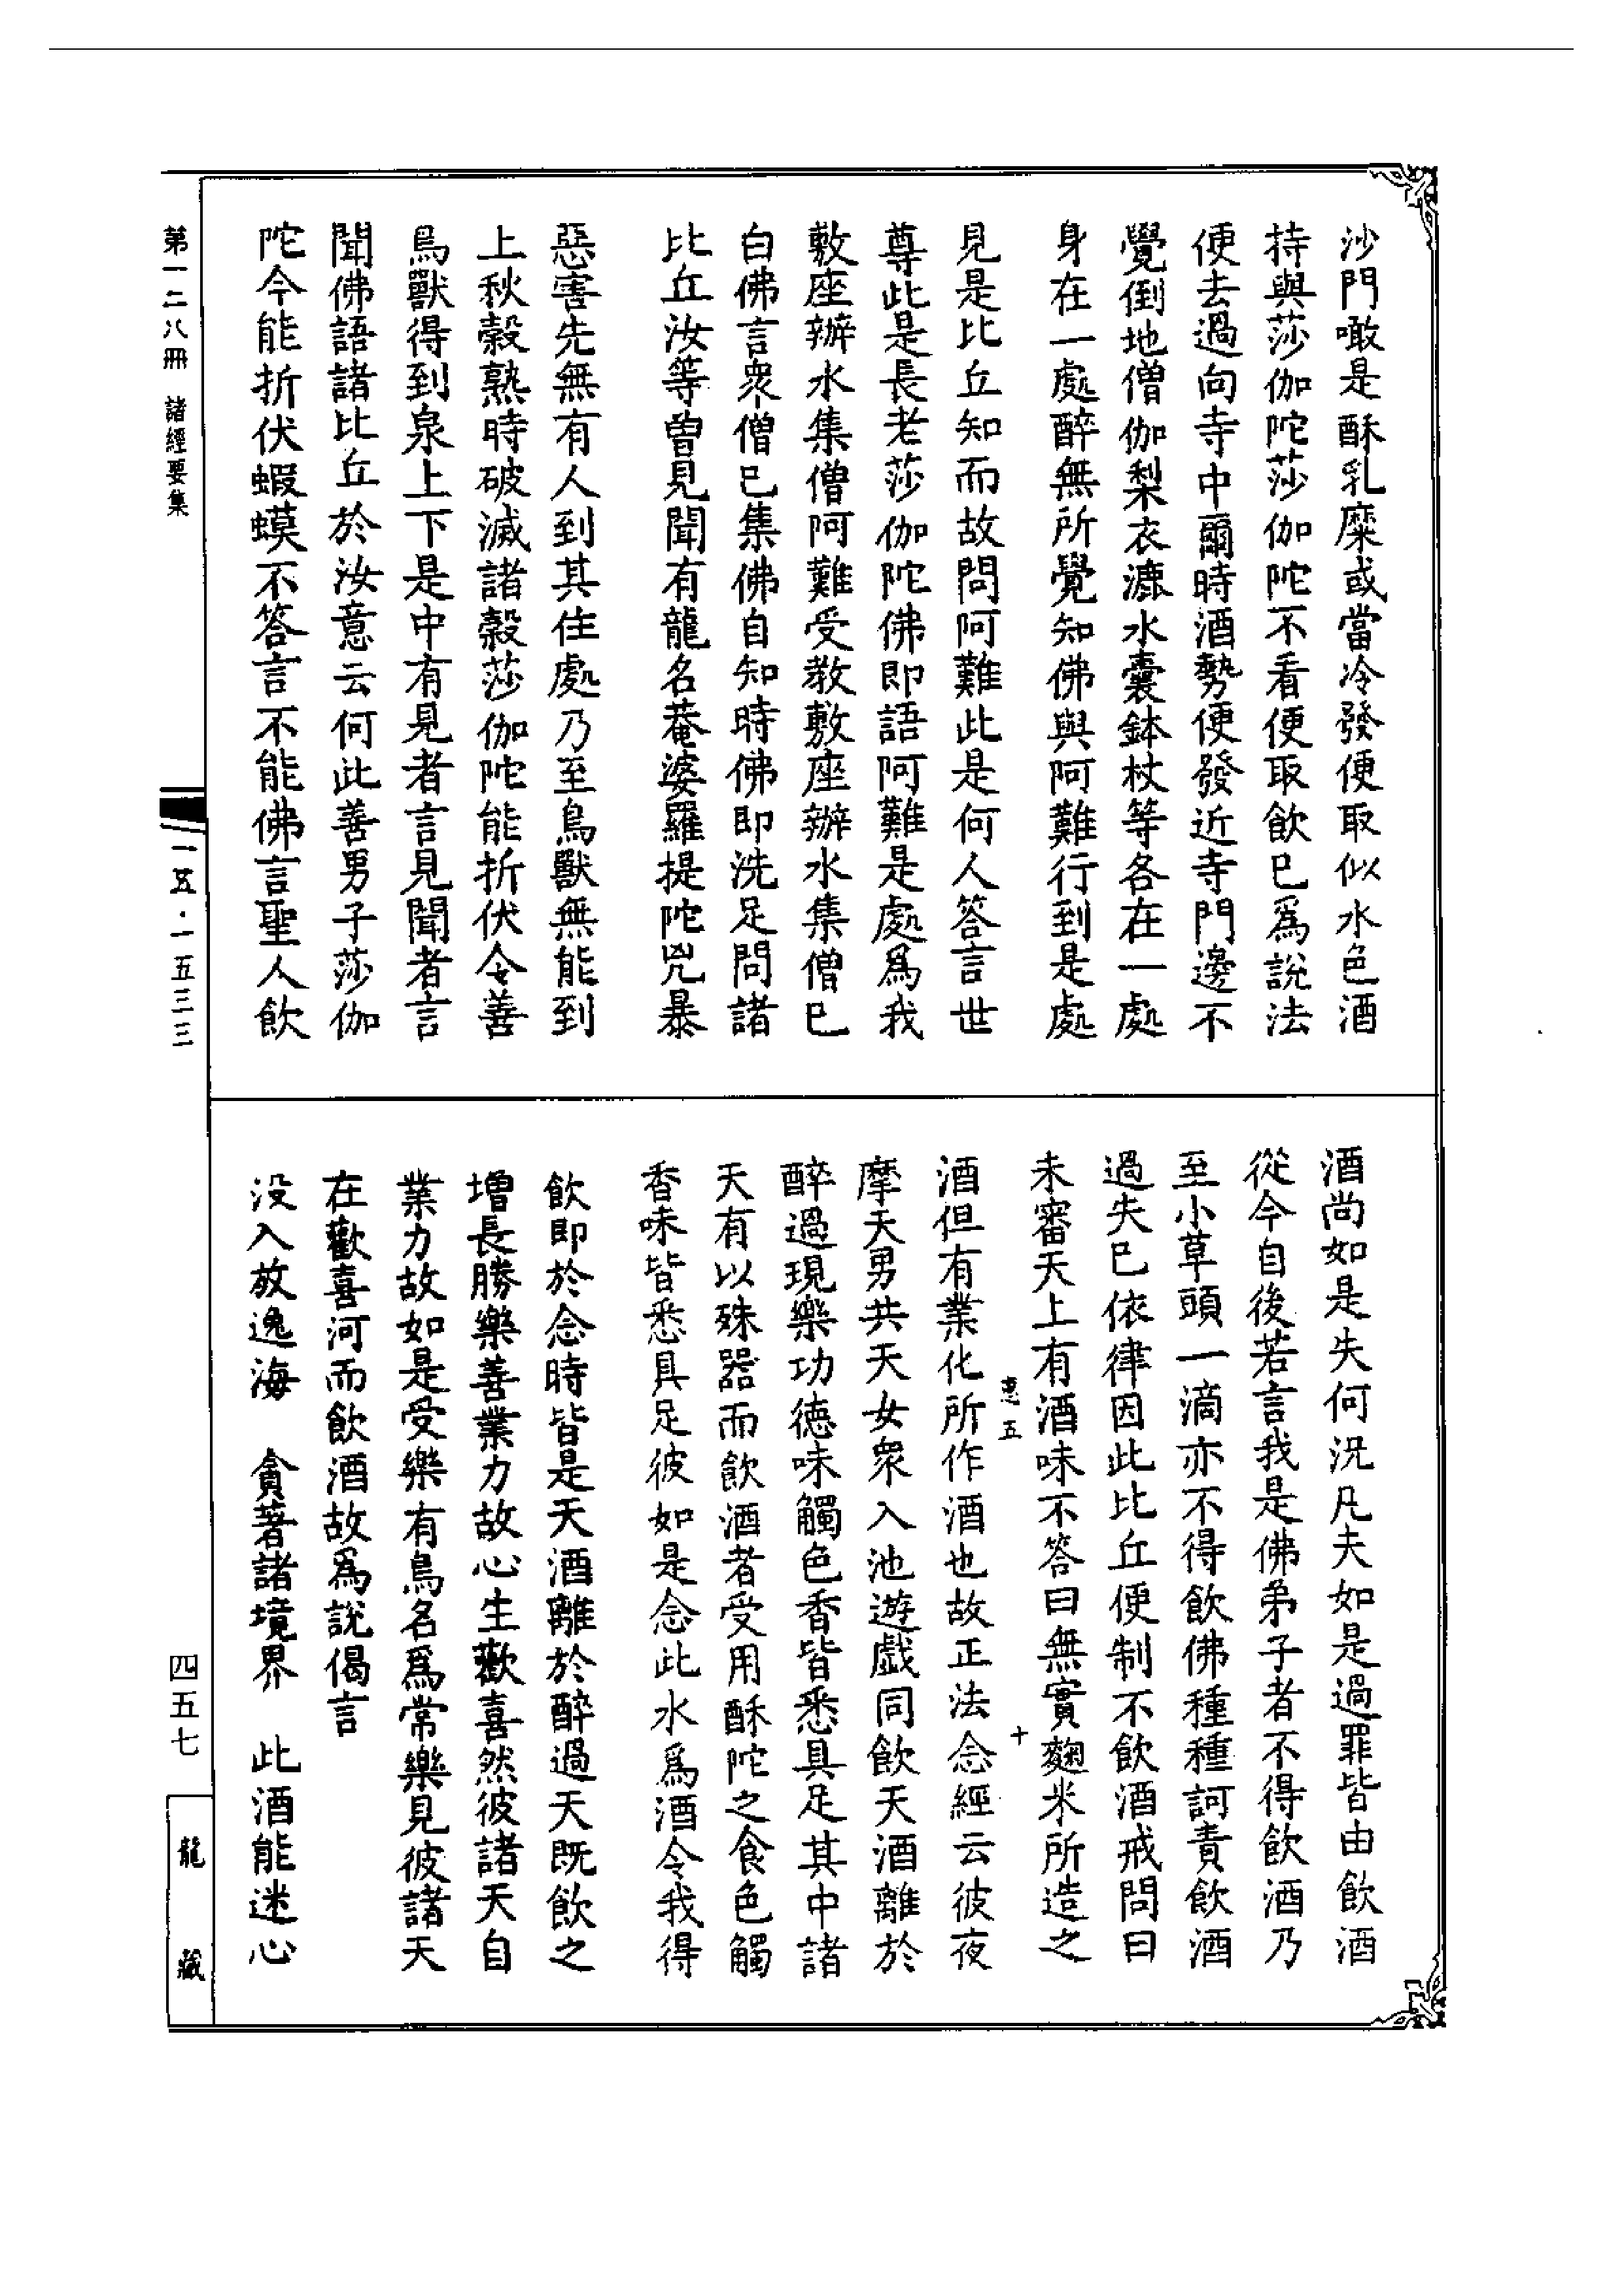 沙門噉是酥乳糜或當冷發便取似水色酒
持與莎伽陀莎伽陀不看便取飲已爲說法
便去過向寺中爾時酒勢便發近寺門邊不
覺倒地僧伽梨衣漉水囊鉢杖等各在一處
身在一處醉無所覺知佛與阿難行到是處
見是比丘知而故問阿難此是何人答言世
尊此是長老莎伽陀佛即語阿難是處爲我
敷座辦水集僧阿難受教敷座辦水集僧已
白佛言衆僧已集佛自知時佛即洗足問諸
比丘汝等曾見聞有龍名菴婆羅提陀兇暴
惡害先無有人到其住處乃至鳥獸無能到
上秋穀熟時破滅諸穀莎伽陀能折伏令善
鳥獸得到泉上下是中有見者言見聞者言
聞佛語諸比丘於汝意云何此善男子莎伽
陀今能折伏蝦蟆不答言不能佛言聖人飲
酒尚如是失何況凡夫如是過罪皆由飲酒
從今自後若言我是佛弟子者不得飲酒乃
至小草頭一滴亦不得飲佛種種訶責飲酒
過失已依律因此比丘便制不飲酒戒問曰
未審天上有酒味不答曰無實麴米所造之
惠五 十
酒但有業化所作酒也故正法念經云彼夜
摩天男共天女衆入池遊戲同飲天酒離於
醉過現樂功德味觸色香皆悉具足其中諸
天有以殊器而飲酒者受用酥陀之食色觸
香味皆悉具足彼如是念此水爲酒令我得
飲即於念時皆是天酒離於醉過天既飲之
增長勝樂善業力故心生歡喜然彼諸天自
業力故如是受樂有鳥名爲常樂見彼諸天
在歡喜河而飲酒故爲說偈言
没入放逸海 貪著諸境界 此酒能迷心
第一二八冊 諸經要集
一五·一五三三
四五七
龍藏